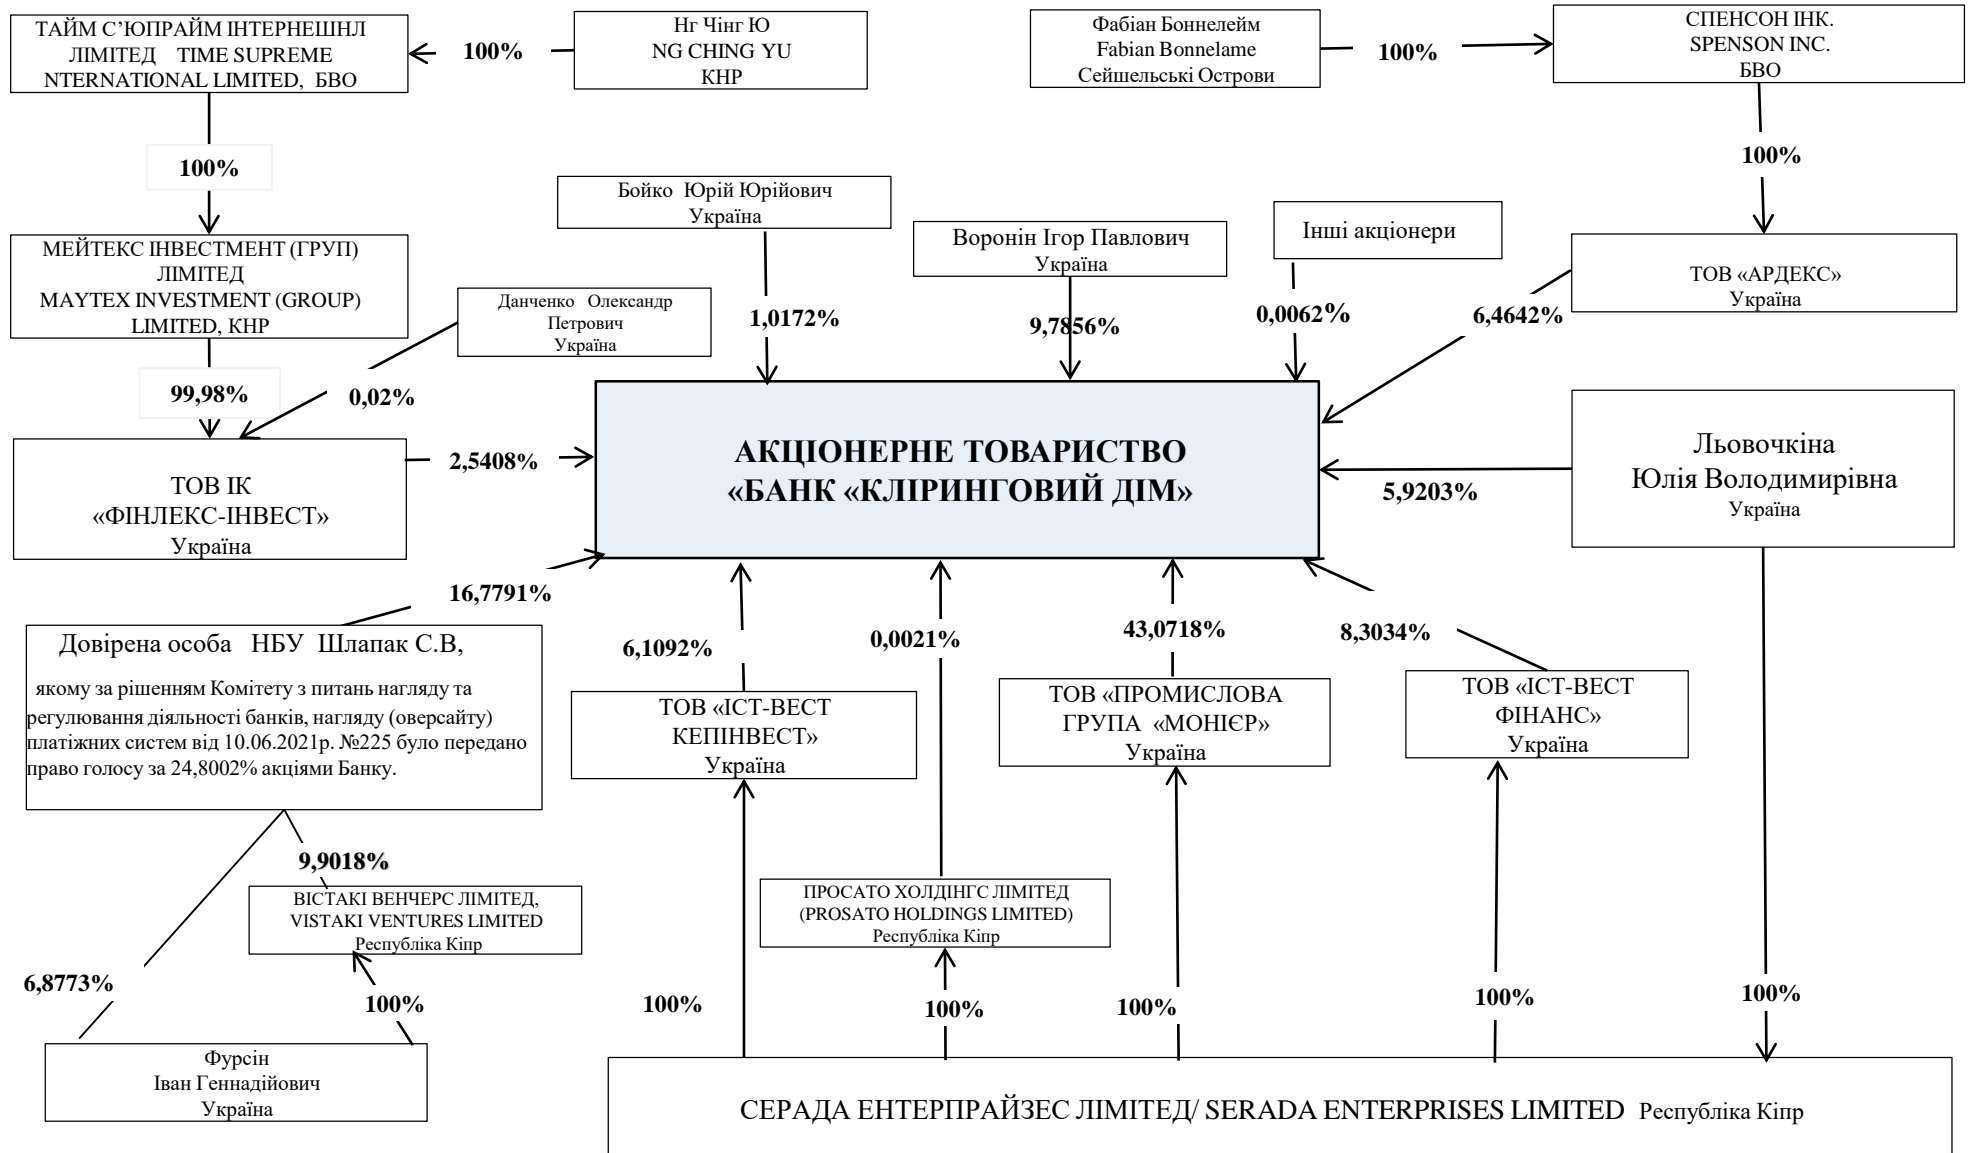 ТАЙМ С’ЮПРАЙМ ІНТЕРНЕШНЛ
ЛІМІТЕД TIME SUPREME
NTERNATIONAL LIMITED, БВО
100%
Нг Чінг Ю
NG CHING YU
КНР
Фабіан Боннелейм
Fabian Bonnelame
Сейшельські Острови
100%
СПЕНСОН ІНК.
SPENSON INC.
БВО
100%
100%
Бойко Юрій Юрійович
Україна
Воронін Ігор Павлович
Україна
Інші акціонери
МЕЙТЕКС ІНВЕСТМЕНТ (ГРУП)
ЛІМІТЕД
MAYTEX INVESTMENT (GROUP)
LIMITED, КНР
ТОВ «АРДЕКС»
Україна
Данченко Олександр
Петрович
Україна
1,0172%
9,7856%
0,0062%
6,4642%
99,98%
0,02%
ТОВ ІК
«ФІНЛЕКС-ІНВЕСТ»
Україна
2,5408%
АКЦІОНЕРНЕ ТОВАРИСТВО
«БАНК «КЛІРИНГОВИЙ ДІМ»
5,9203%
Льовочкіна
Юлія Володимирівна
Україна
16,7791%
6,1092%
0,0021%
43,0718%
8,3034%
Довірена особа НБУ Шлапак С.В,
якому за рішенням Комітету з питань нагляду та
регулювання діяльності банків, нагляду (оверсайту)
платіжних систем від 10.06.2021р. №225 було передано
право голосу за 24,8002% акціями Банку.
ТОВ «ІСТ-ВЕСТ
КЕПІНВЕСТ»
Україна
ТОВ «ПРОМИСЛОВА
ГРУПА «МОНІЄР»
Україна
ТОВ «ІСТ-ВЕСТ
ФІНАНС»
Україна
9,9018%
ВІСТАКІ ВЕНЧЕРС ЛІМІТЕД,
VISTAKI VENTURES LIMITED
Республіка Кіпр
ПРОСАТО ХОЛДІНГС ЛІМІТЕД
(PROSATO HOLDINGS LIMITED)
Республіка Кіпр
6,8773%
100%
100%
100%
100%
100%
100%
Фурсін
Іван Геннадійович
Україна
СЕРАДА ЕНТЕРПРАЙЗЕС ЛІМІТЕД/ SERADA ENTERPRISES LIMITED Республіка Кіпр